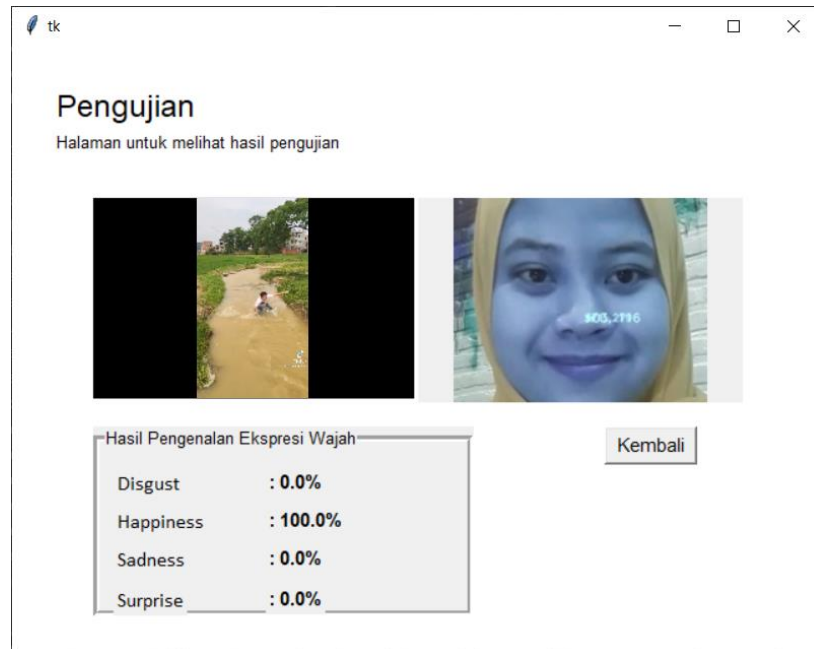 tk
Pengujian
Halaman untuk melihat hasil pengujian
Hasil Pengenalan Ekspresi Wajah
Disgust : 0.0%
Happiness : 100.0%
Sadness : 0.0%
Surprise : 0.0%
Kembali